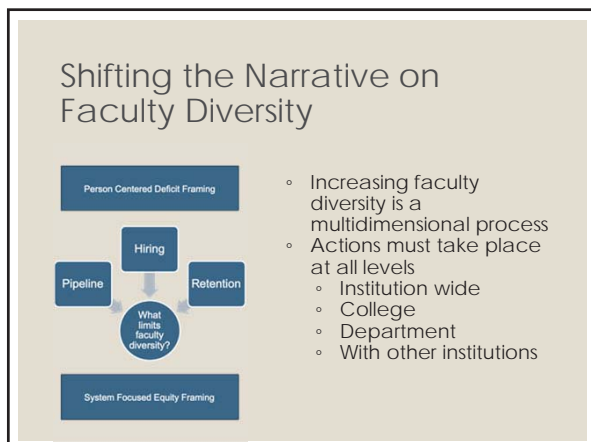 Shifting the Narrative on
Faculty Diversity
Person Centered Deficit Framing
Hiring
Pipeline
Retention
What
limits
faculty
diversity?
System Focused Equity Framing
◦ Increasing faculty
diversity is a
multidimensional process
◦ Actions must take place
at all levels
◦ Institution wide
◦ College
◦ Department
◦ With other institutions